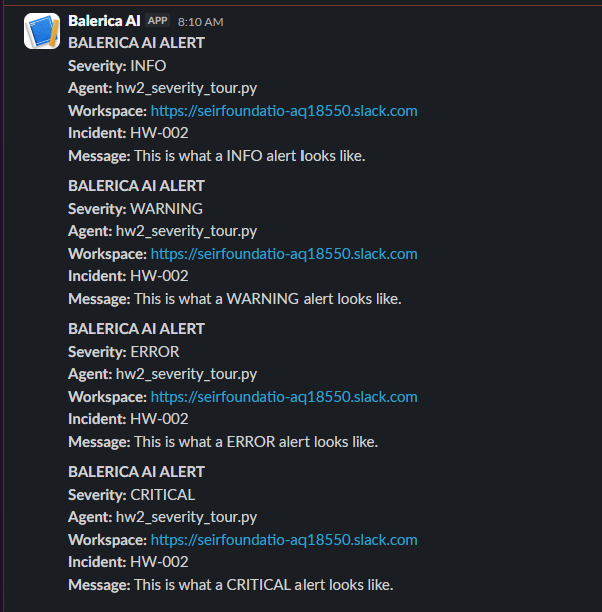 Balerica AI APP 8:10 AM
BALERICA AI ALERT
Severity: INFO
Agent: hw2_severity_tour.py
Workspace: https://seirfoundatio-aq18550.slack.com
Incident: HW-002
Message: This is what a INFO alert looks like.
BALERICA AI ALERT
Severity: WARNING
Agent: hw2_severity_tour.py
Workspace: https://seirfoundatio-aq18550.slack.com
Incident: HW-002
Message: This is what a WARNING alert looks like.
BALERICA AI ALERT
Severity: ERROR
Agent: hw2_severity_tour.py
Workspace: https://seirfoundatio-aq18550.slack.com
Incident: HW-002
Message: This is what a ERROR alert looks like.
BALERICA AI ALERT
Severity: CRITICAL
Agent: hw2_severity_tour.py
Workspace: https://seirfoundatio-aq18550.slack.com
Incident: HW-002
Message: This is what a CRITICAL alert looks like.